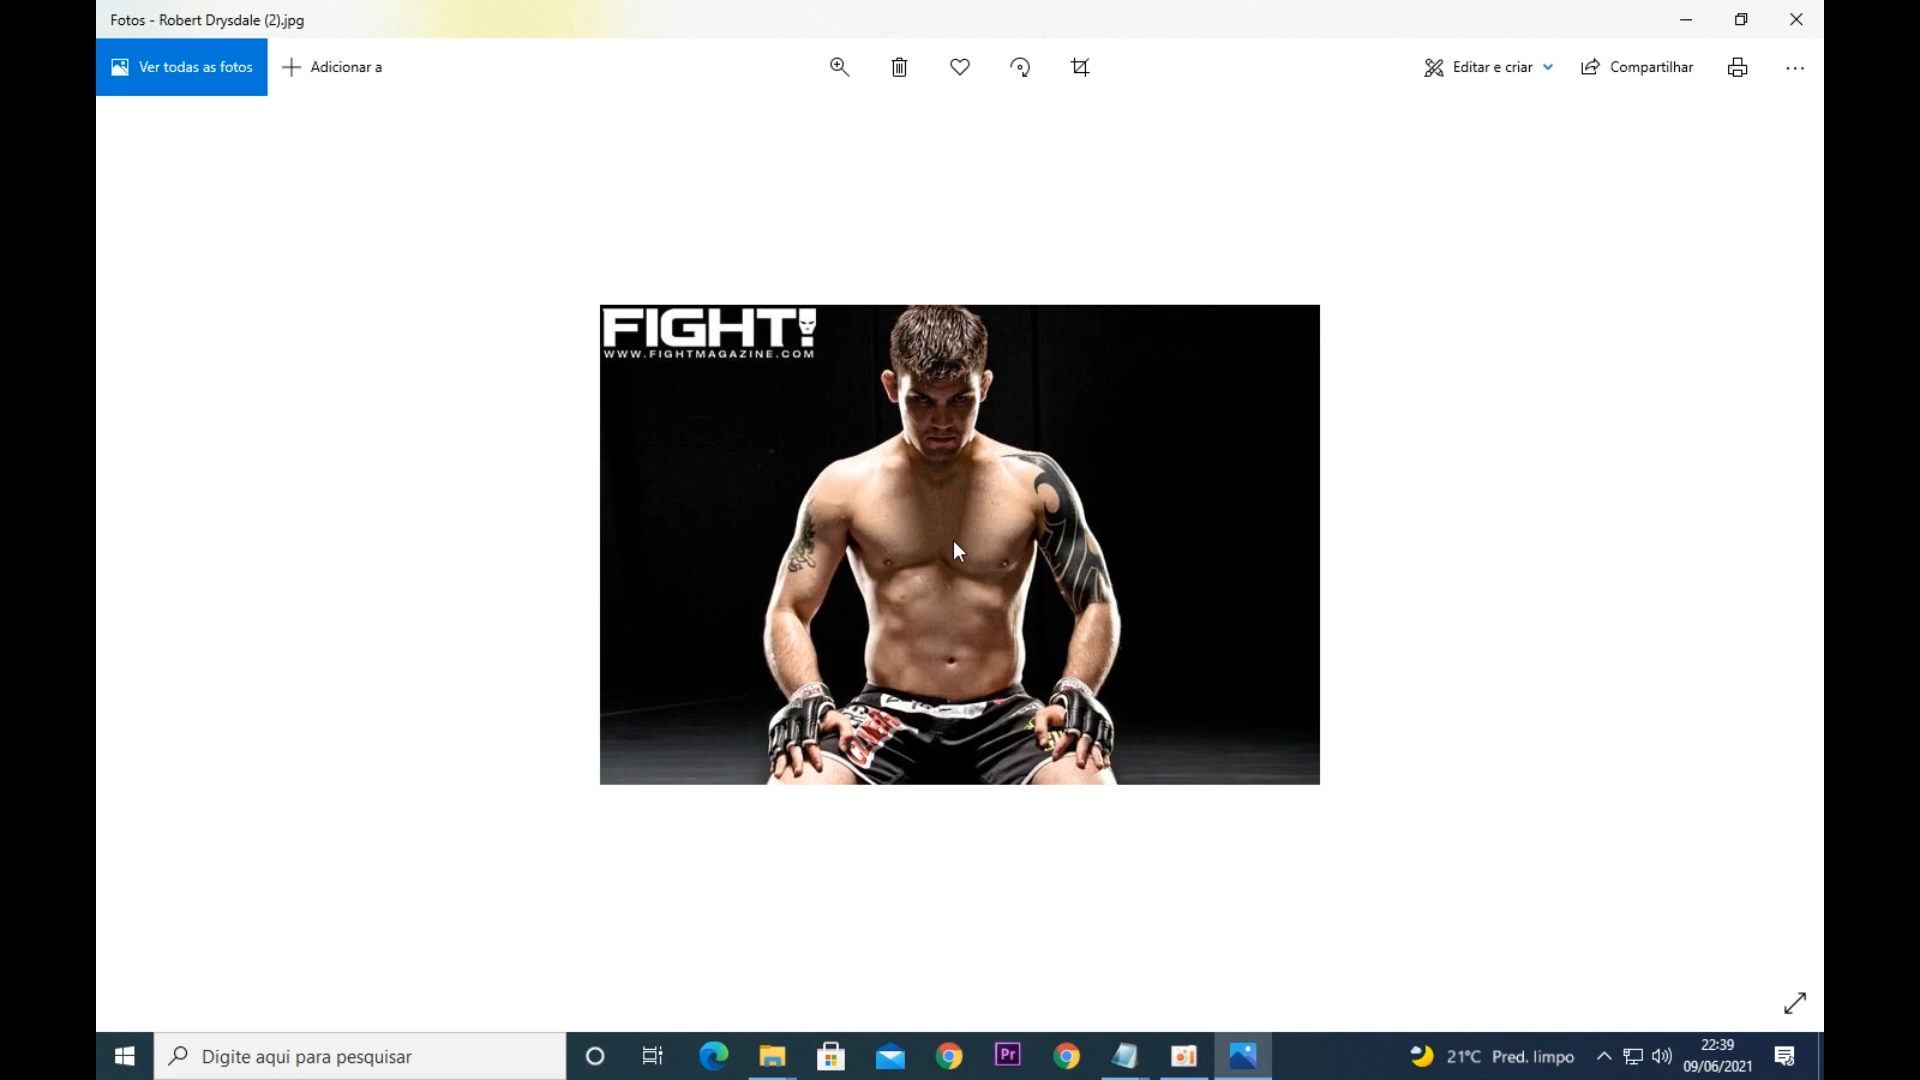 Fotos - Robert Drysdale (2).jpg
Ver todas as fotos
Adicionar a
Editar e criar
Compartilhar
FIGHT!
WWW.FIGHTMAGAZINE.COM
Digite aqui para pesquisar
Pr
21°C Pred. limpo
22:39
09/06/2021